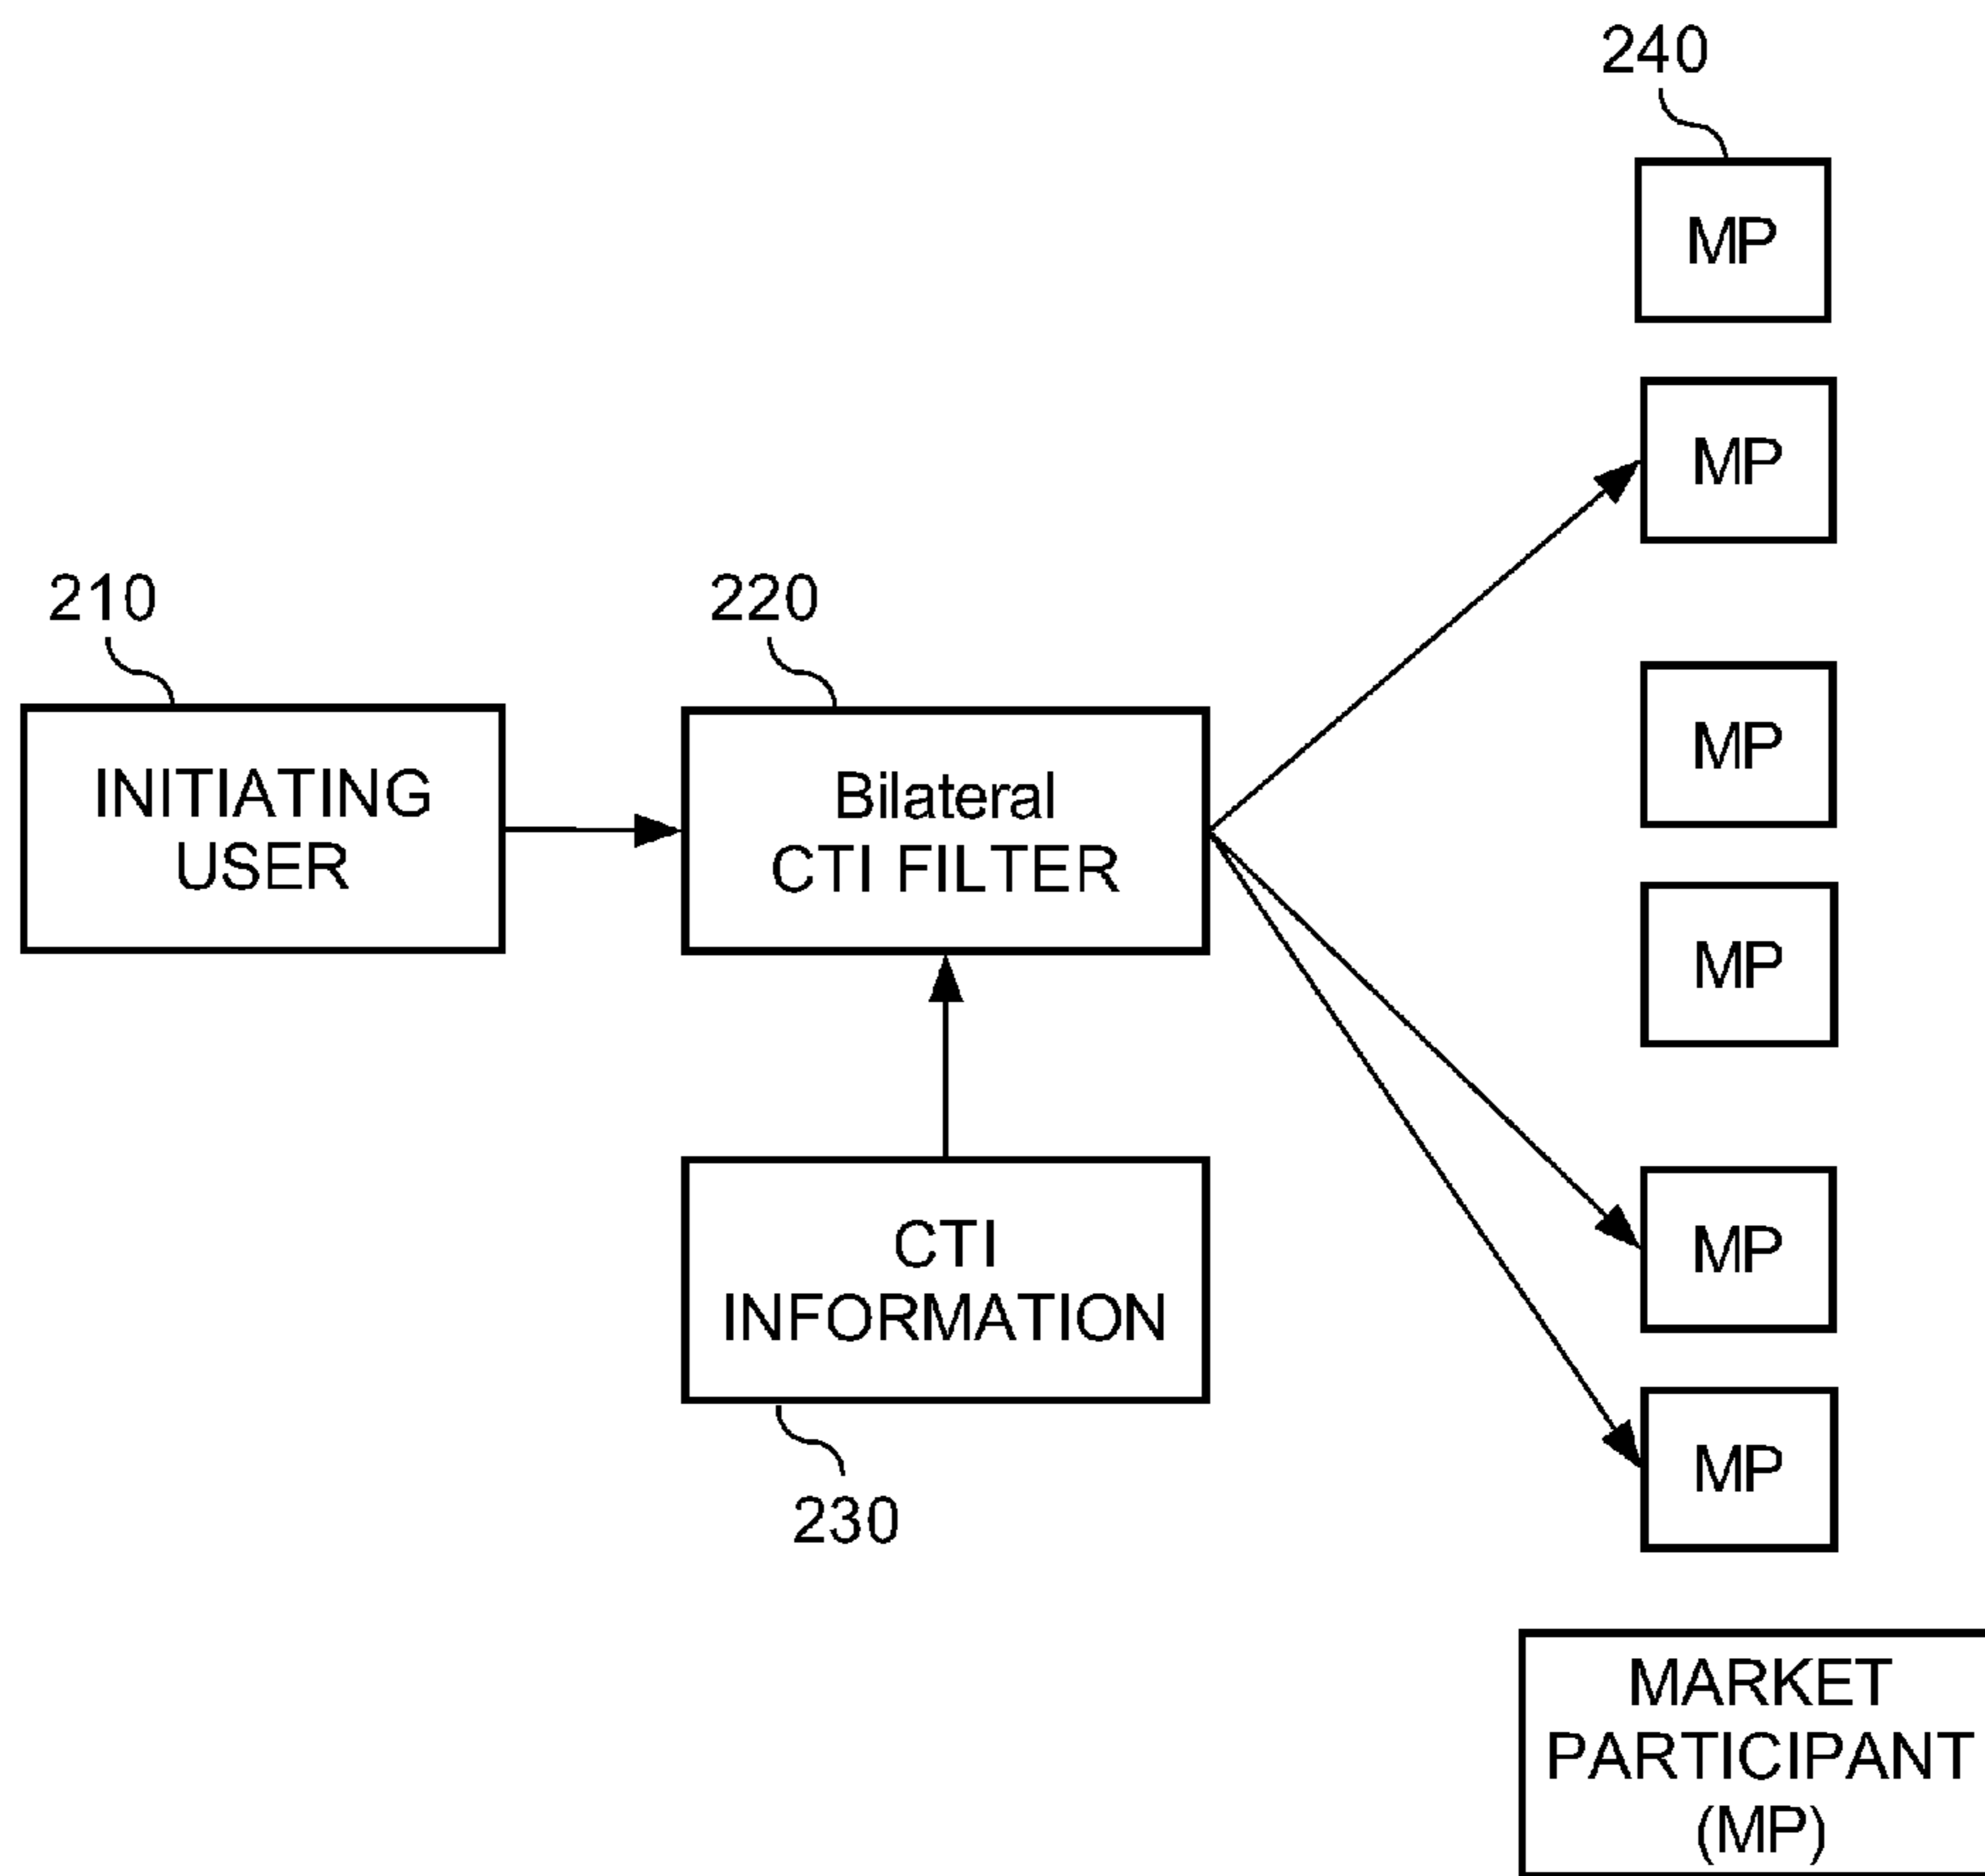 240
MP
MP
210
220
INITIATING
USER
Bilateral
CTI FILTER
MP
MP
CTI
INFORMATION
MP
230
MP
MARKET
PARTICIPANT
(MP)